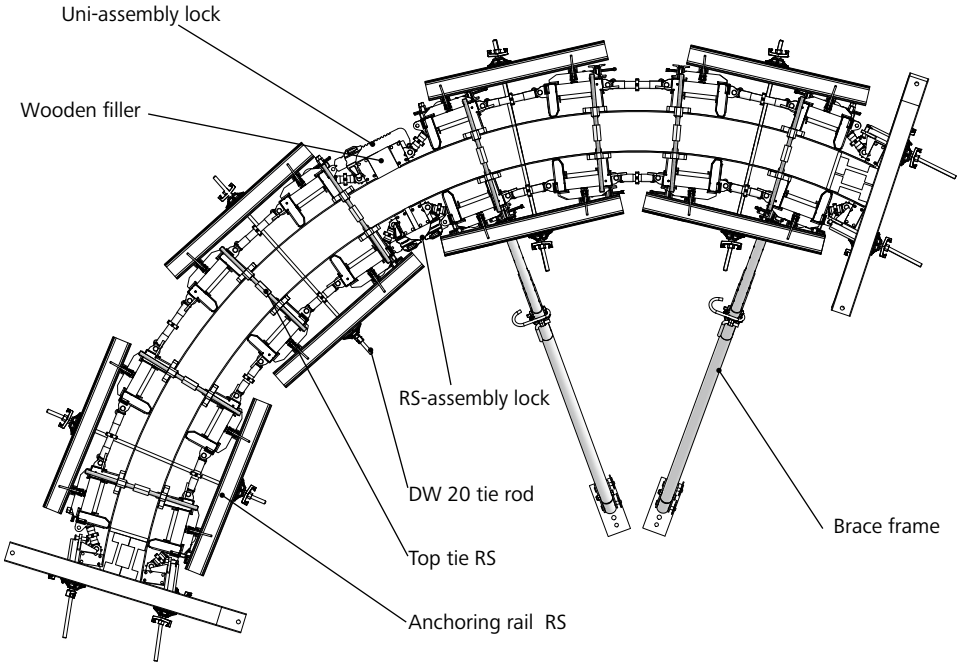 Uni-assembly lock
Wooden filler
RS-assembly lock
DW 20 tie rod
Brace frame
Top tie RS
Anchoring rail RS